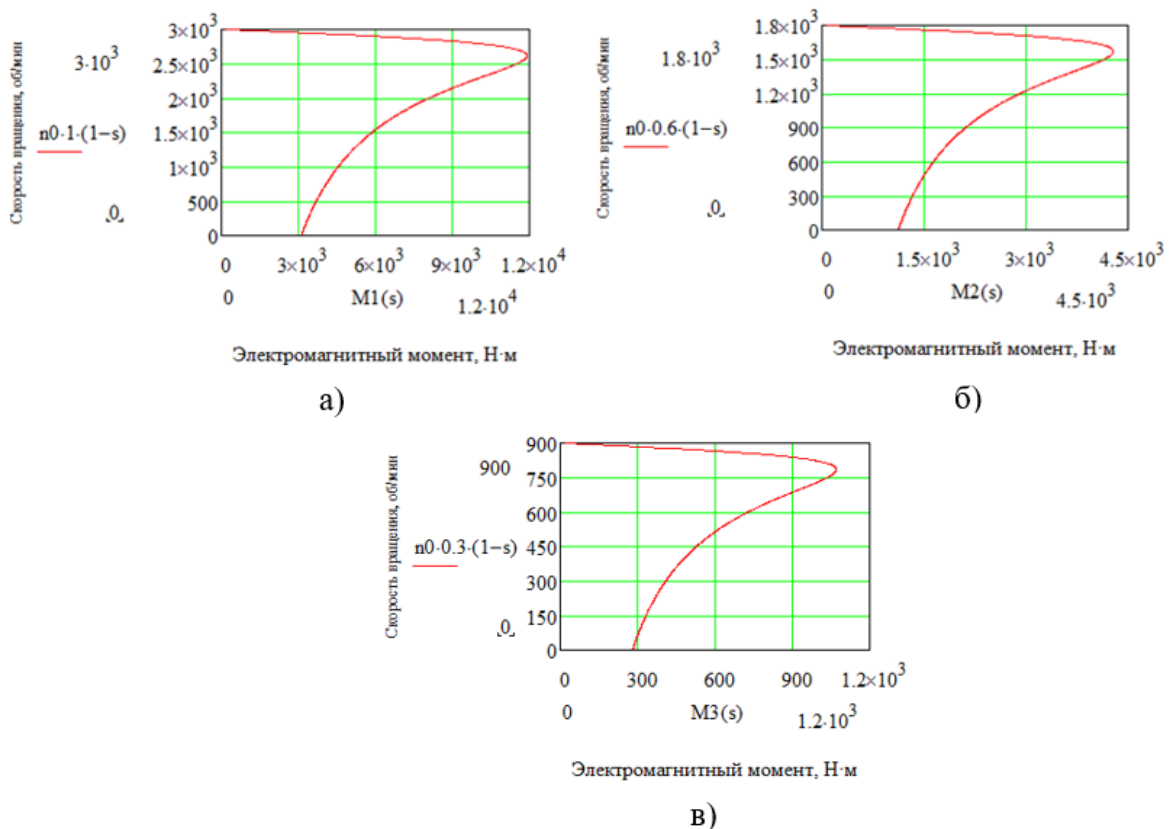 Скорость вращения, об/мин
3·10³
n0·1·(1−s)
0
3×10³
2.5×10³
2×10³
1.5×10³
1×10³
500
0
0 3×10³ 6×10³ 9×10³ 1.2×10⁴
0 M1(s) 1.2·10⁴
Электромагнитный момент, Н·м
а)
Скорость вращения, об/мин
1.8·10³
n0·0.6·(1−s)
0
1.8×10³
1.5×10³
1.2×10³
900
600
300
0
0 1.5×10³ 3×10³ 4.5×10³
0 M2(s) 4.5·10³
Электромагнитный момент, Н·м
б)
Скорость вращения, об/мин
900
n0·0.3·(1−s)
0
900
750
600
450
300
150
0
0 300 600 900 1.2×10³
0 M3(s) 1.2·10³
Электромагнитный момент, Н·м
в)